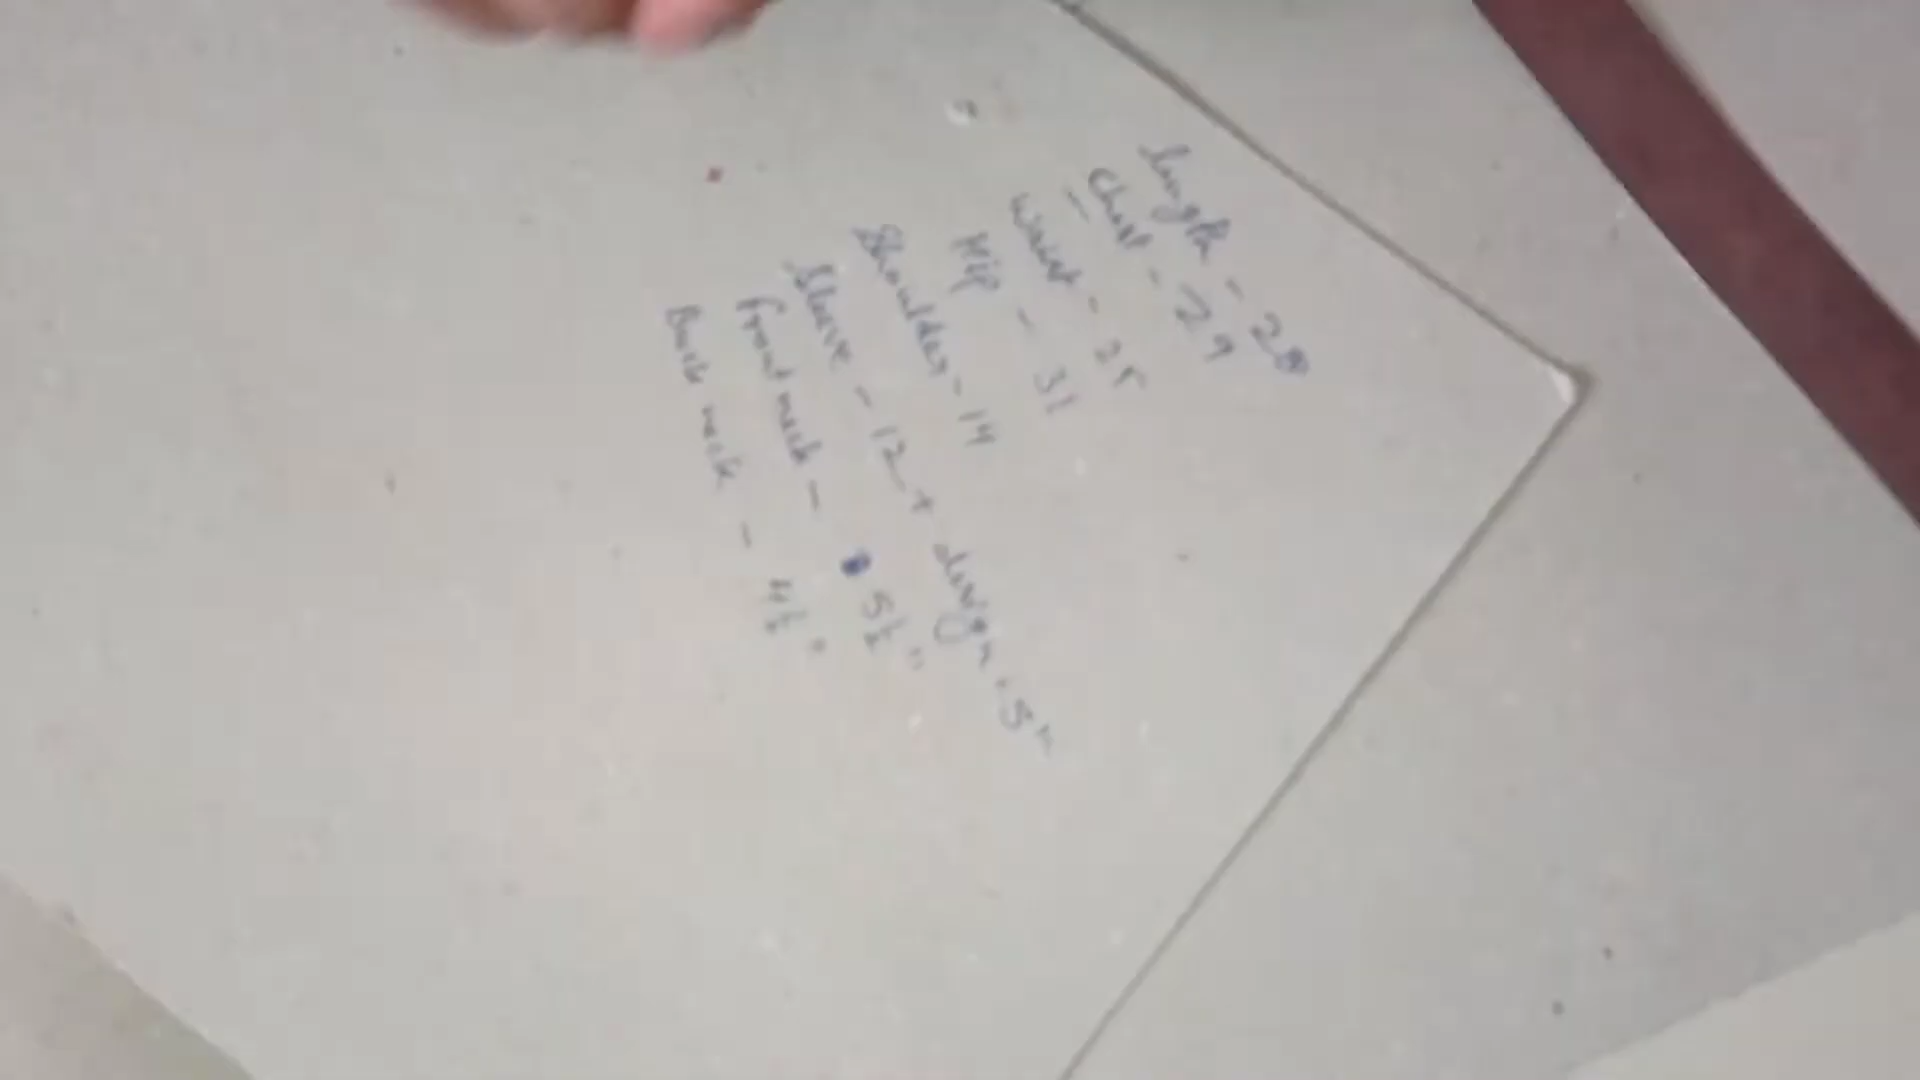 length - 28
Chest - 29
Waist - 28
Hip - 31
Shoulder - 14
Sleeve - 12 + design - 5"
Front neck - 5½"
Back neck - 4½"